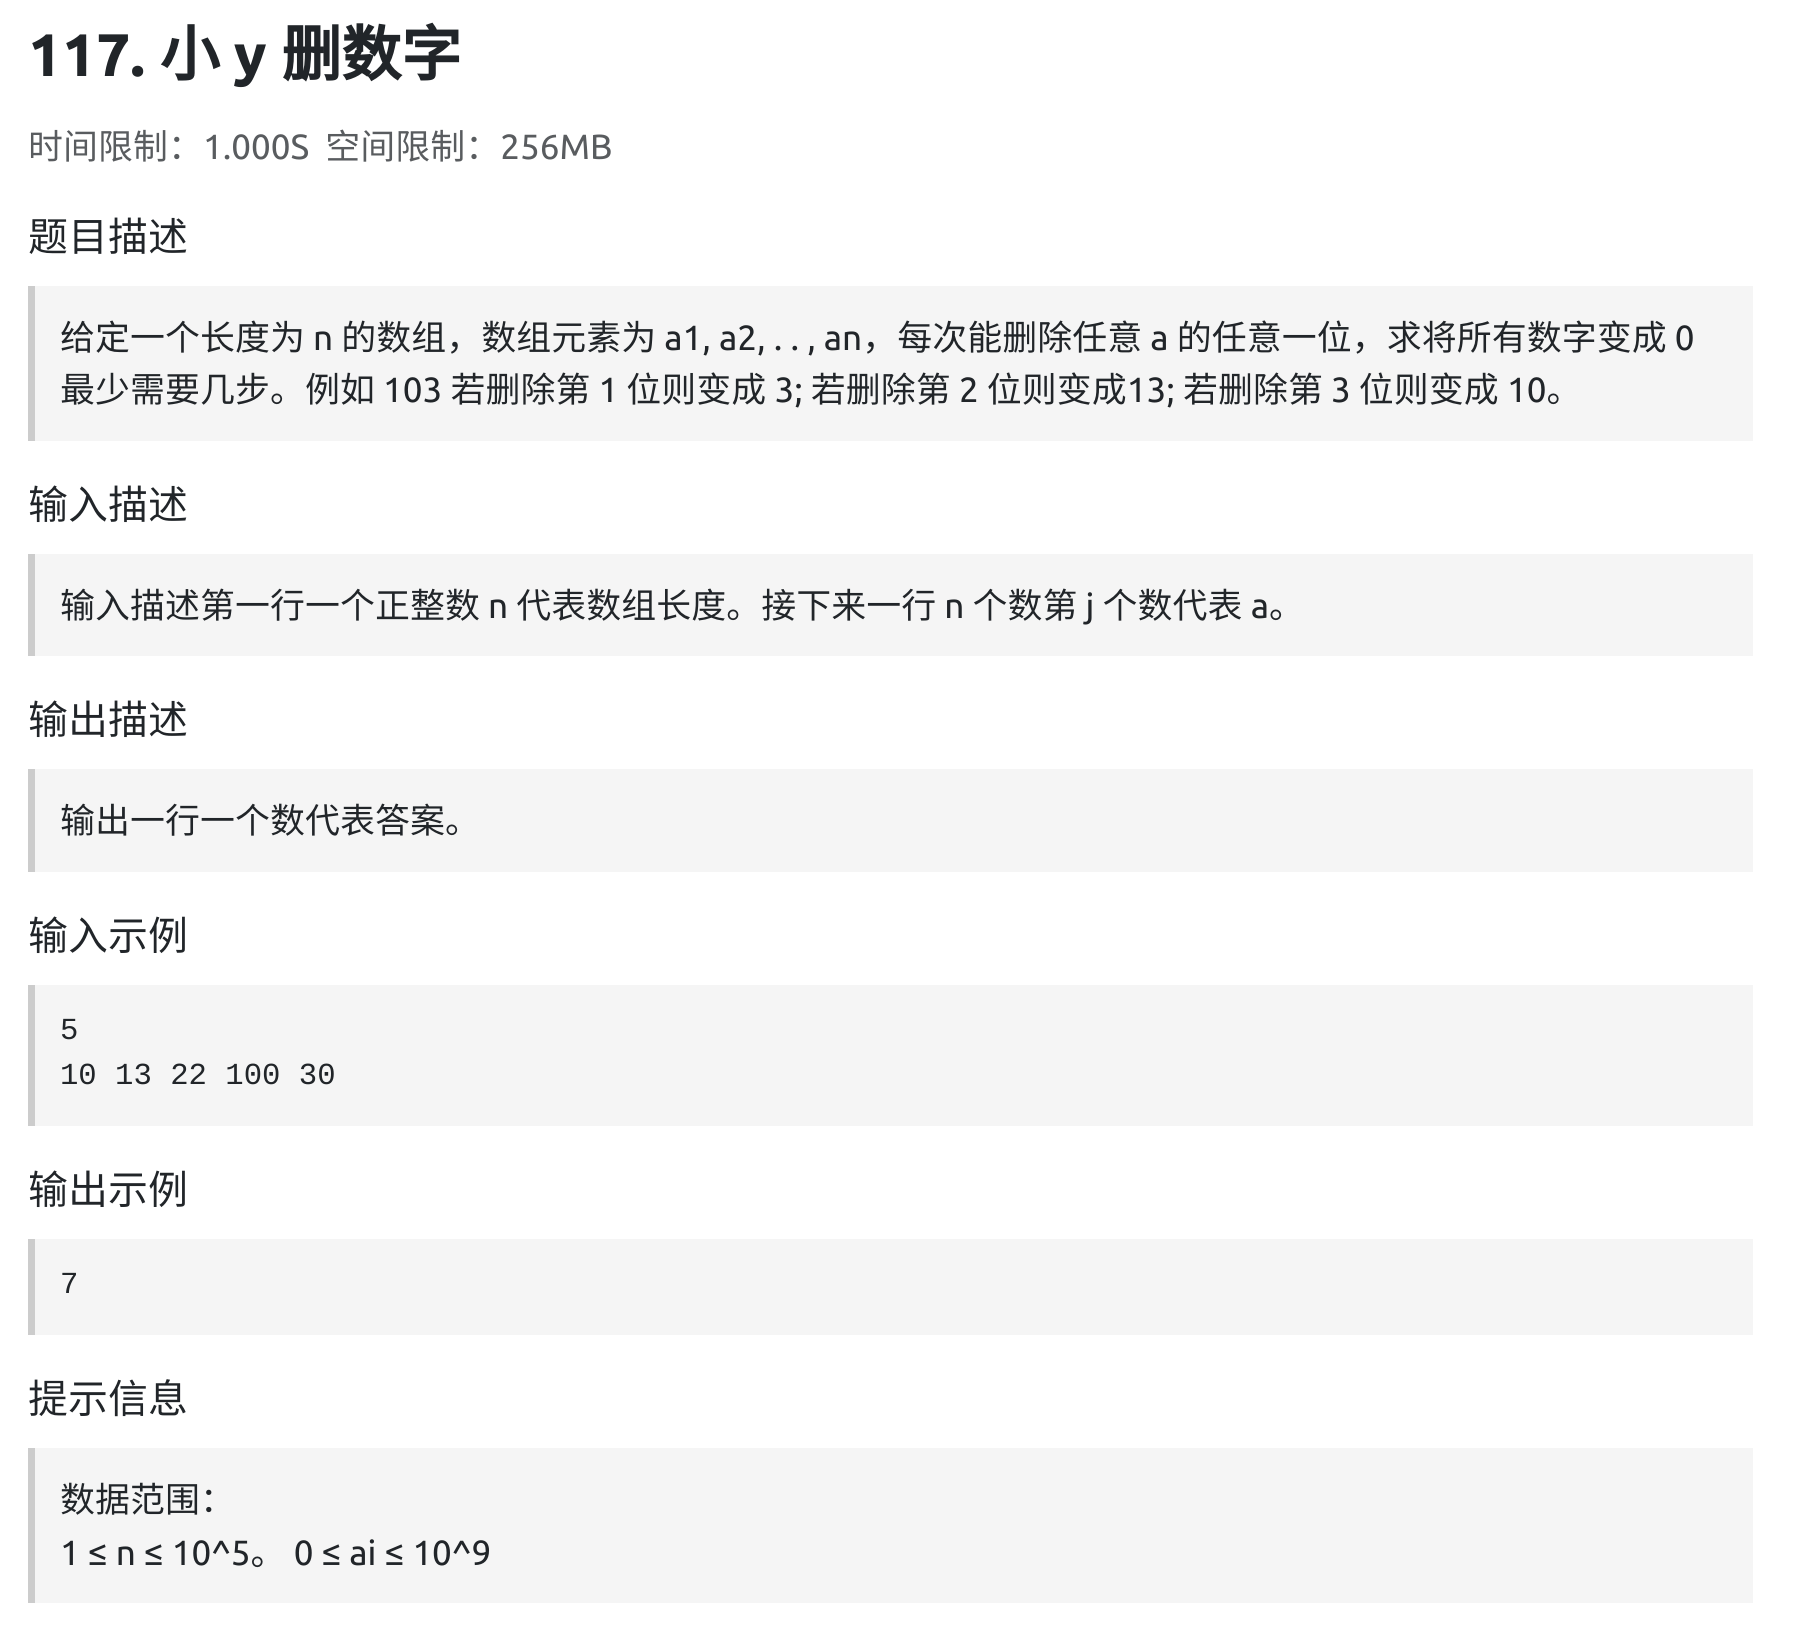 117. 小 y 删数字
时间限制：1.000S 空间限制：256MB
题目描述
给定一个长度为 n 的数组，数组元素为 a1, a2, . . , an，每次能删除任意 a 的任意一位，求将所有数字变成 0
最少需要几步。例如 103 若删除第 1 位则变成 3; 若删除第 2 位则变成13; 若删除第 3 位则变成 10。
输入描述
输入描述第一行一个正整数 n 代表数组长度。接下来一行 n 个数第 j 个数代表 a。
输出描述
输出一行一个数代表答案。
输入示例
5
10 13 22 100 30
输出示例
7
提示信息
数据范围：
1 ≤ n ≤ 10^5。 0 ≤ ai ≤ 10^9